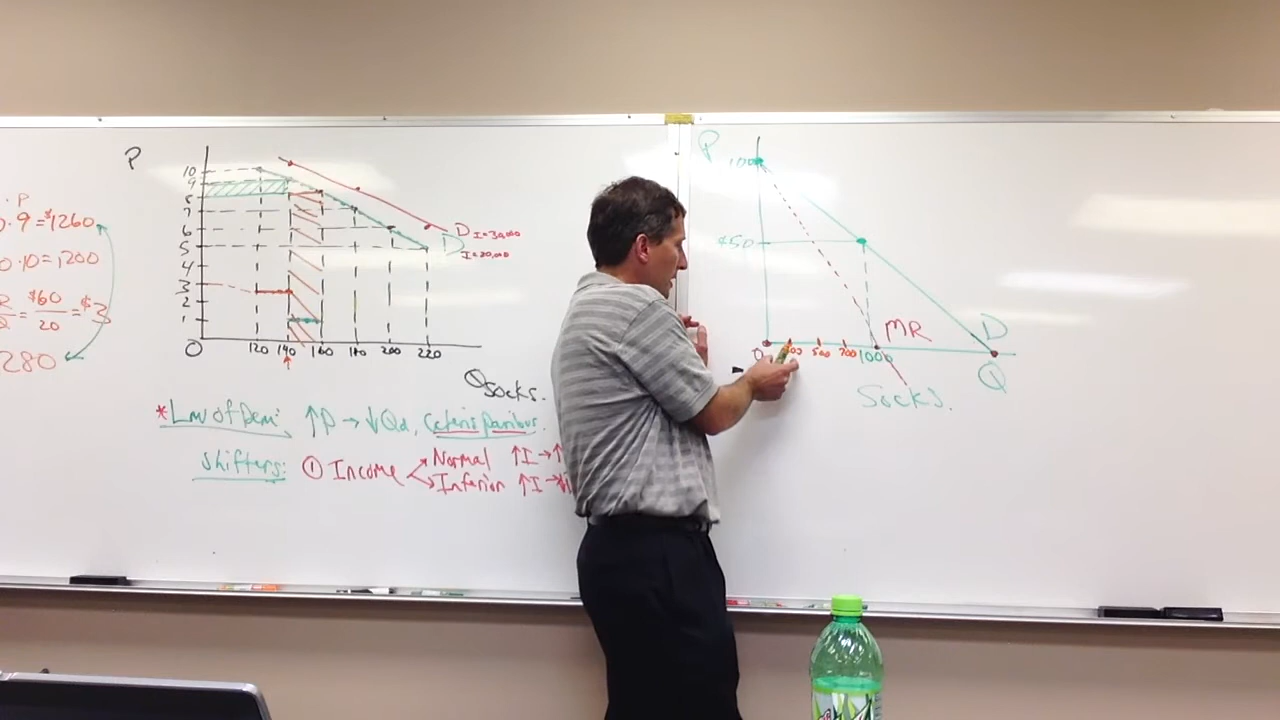 P
10
9
8
7
6
5
4
3
2
1
0
120 140 160 180 200 220
D I=30,000
D I=20,000
Q Socks.
P
·9 = $1260
0·10 = 1200
$60/20 = $3
280
*Law of Dem: ↑P → ↓Qd, Ceteris paribus.
Shifters: ① Income
Normal ↑I → ↑
Inferior ↑I →
P
100
$50
0 500 700 1000
MR
D
Q
Socks.